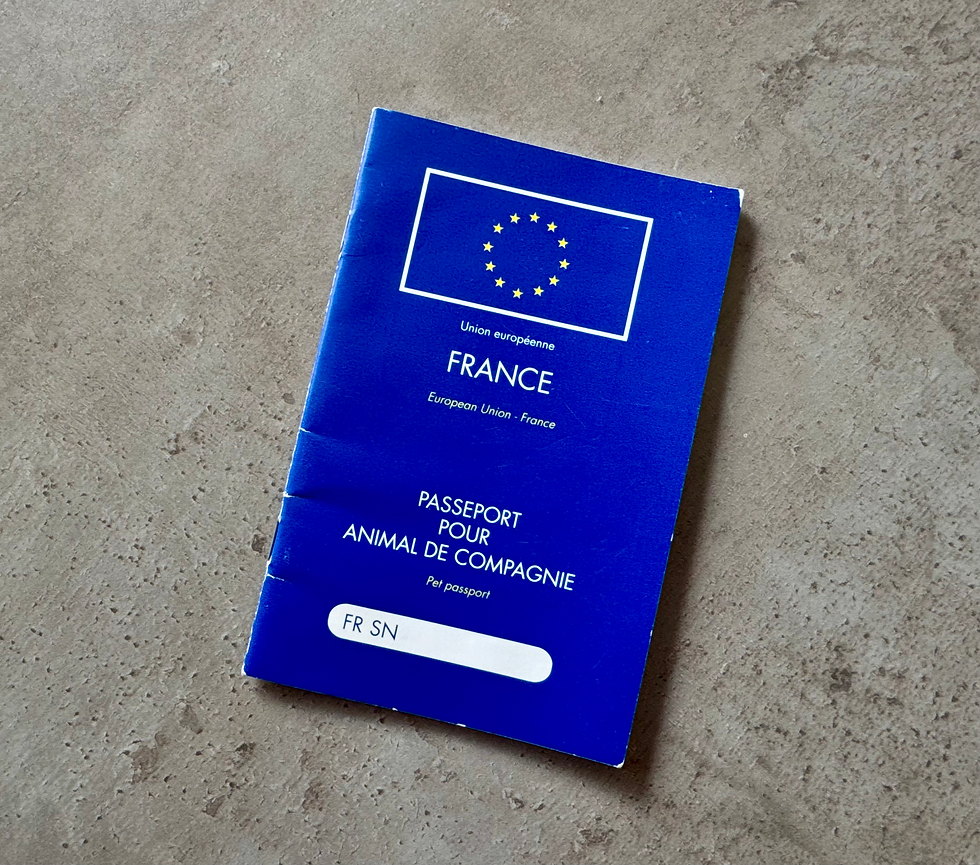 Union européenne
FRANCE
European Union - France
PASSEPORT
POUR
ANIMAL DE COMPAGNIE
Pet passport
FR SN